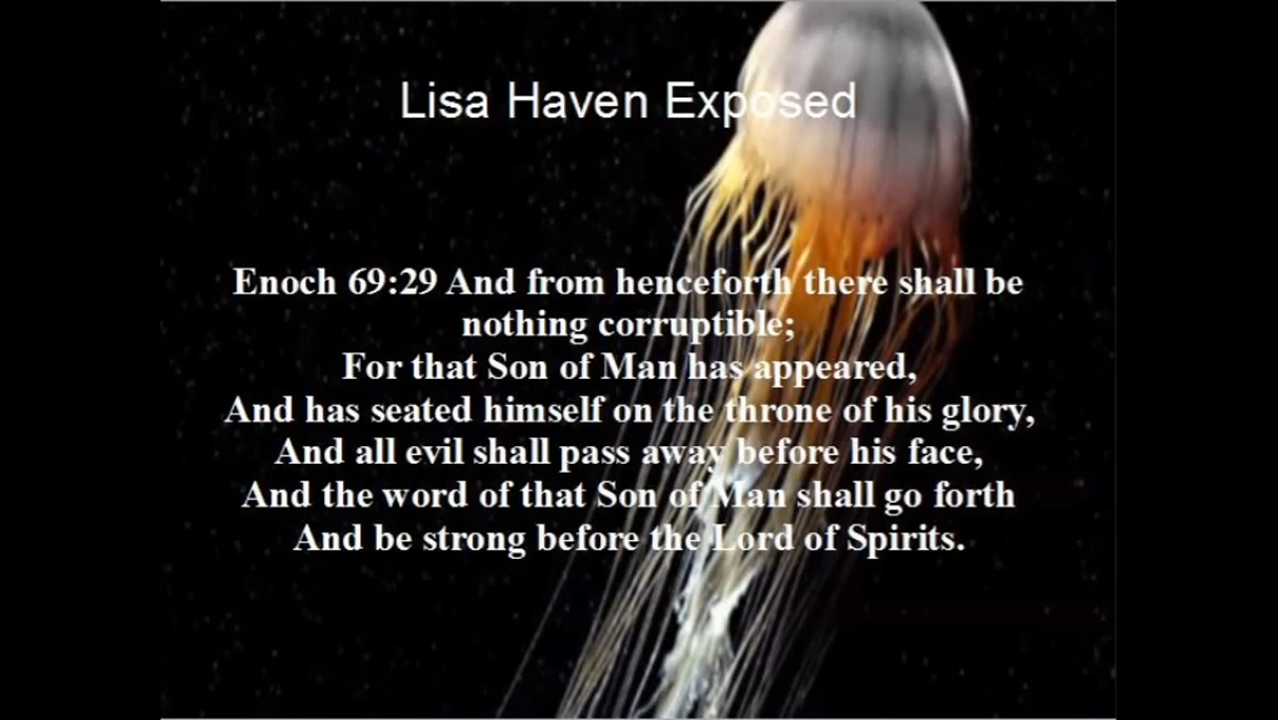 Lisa Haven Exposed
Enoch 69:29 And from henceforth there shall be
nothing corruptible;
For that Son of Man has appeared,
And has seated himself on the throne of his glory,
And all evil shall pass away before his face,
And the word of that Son of Man shall go forth
And be strong before the Lord of Spirits.